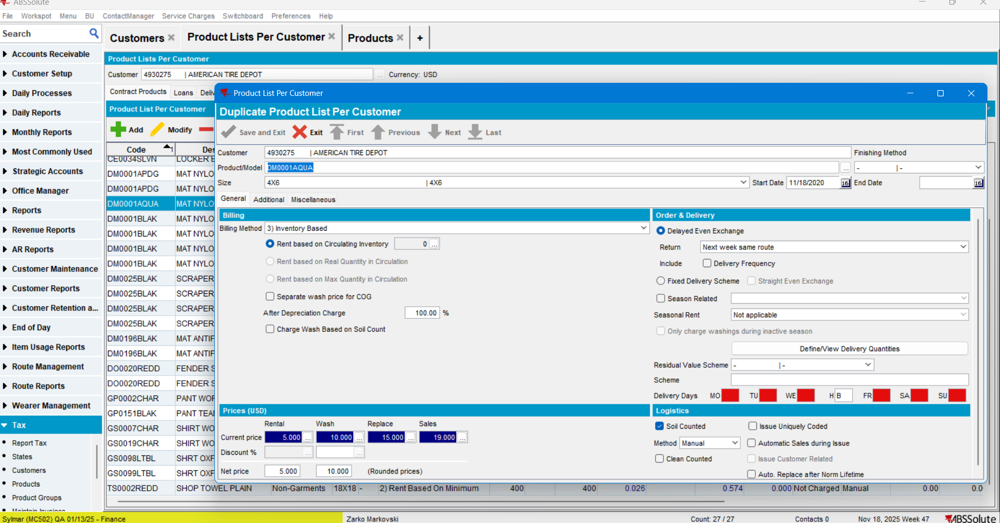 ABSSolute
File Workspot Menu BU ContactManager Service Charges Switchboard Preferences Help
Search
Customers Product Lists Per Customer Products +
Accounts Receivable
Customer Setup
Daily Processes
Daily Reports
Monthly Reports
Most Commonly Used
Strategic Accounts
Office Manager
Reports
Revenue Reports
AR Reports
Customer Maintenance
Customer Reports
Customer Retention a...
End of Day
Item Usage Reports
Route Management
Route Reports
Wearer Management
Tax
Report Tax
States
Customers
Products
Product Groups
Maintain Invoices
Product Lists Per Customer
Customer 4930275 | AMERICAN TIRE DEPOT ... Currency: USD
Contract Products Loans Deliv
Product List Per Customer
Add Modify
Code 1 Des
CE0034SLVN LOCKER B
DM0001APDG MAT NYLO
DM0001APDG MAT NYLO
DM0001AQUA MAT NYLO
DM0001BLAK MAT NYLO
DM0001BLAK MAT NYLO
DM0001BLAK MAT NYLO
DM0001BLAK MAT NYLO
DM0025BLAK SCRAPER
DM0025BLAK SCRAPER
DM0025BLAK SCRAPER
DM0025BLAK SCRAPER
DM0196BLAK MAT ANTIF
DM0196BLAK MAT ANTIF
DO0020REDD FENDER S
DO0020REDD FENDER S
GP0002CHAR PANT WOR
GP0151BLAK PANT TEAM
GS0007CHAR SHIRT WO
GS0019CHAR SHIRT WO
GS0098LTBL SHRT OXF
GS0099LTBL SHRT OXF
TS0002REDD SHOP TOWEL PLAIN Non-Garments 18X18 - 2) Rent Based On Minimum 400 400 0.026 0.574 0.000 Not Charged Manual 0.00 0.0
Product List Per Customer
Duplicate Product List Per Customer
Save and Exit Exit First Previous Next Last
Customer 4930275 | AMERICAN TIRE DEPOT Finishing Method
Product/Model DM0001AQUA ... - | -
Size 4X6 | 4X6 Start Date 11/18/2020 16 End Date 16
General Additional Miscellaneous
Billing
Billing Method 3) Inventory Based
Rent based on Circulating Inventory 0 ...
Rent based on Real Quantity in Circulation
Rent based on Max Quantity in Circulation
Separate wash price for COG
After Depreciation Charge 100.00 %
Charge Wash Based on Soil Count
Order & Delivery
Delayed Even Exchange
Return Next week same route
Include Delivery Frequency
Fixed Delivery Scheme Straight Even Exchange
Season Related
Seasonal Rent Not applicable
Only charge washings during inactive season
Define/View Delivery Quantities
Residual Value Scheme - | -
Scheme
Delivery Days MO TU WE H B FR SA SU
Prices (USD)
Rental Wash Replace Sales
Current price 5.000 ... 10.000 ... 15.000 ... 19.000 ...
Discount % ... ...
Net price 5.000 10.000 (Rounded prices)
Logistics
Soil Counted Issue Uniquely Coded
Method Manual Automatic Sales during Issue
Clean Counted Issue Customer Related
Auto. Replace after Norm Lifetime
Sylmar (MC502) QA 01/13/25 - Finance Zarko Markovski Count: 27 / 27 Contacts 0 Nov 18, 2025 Week 47 ABSSolute